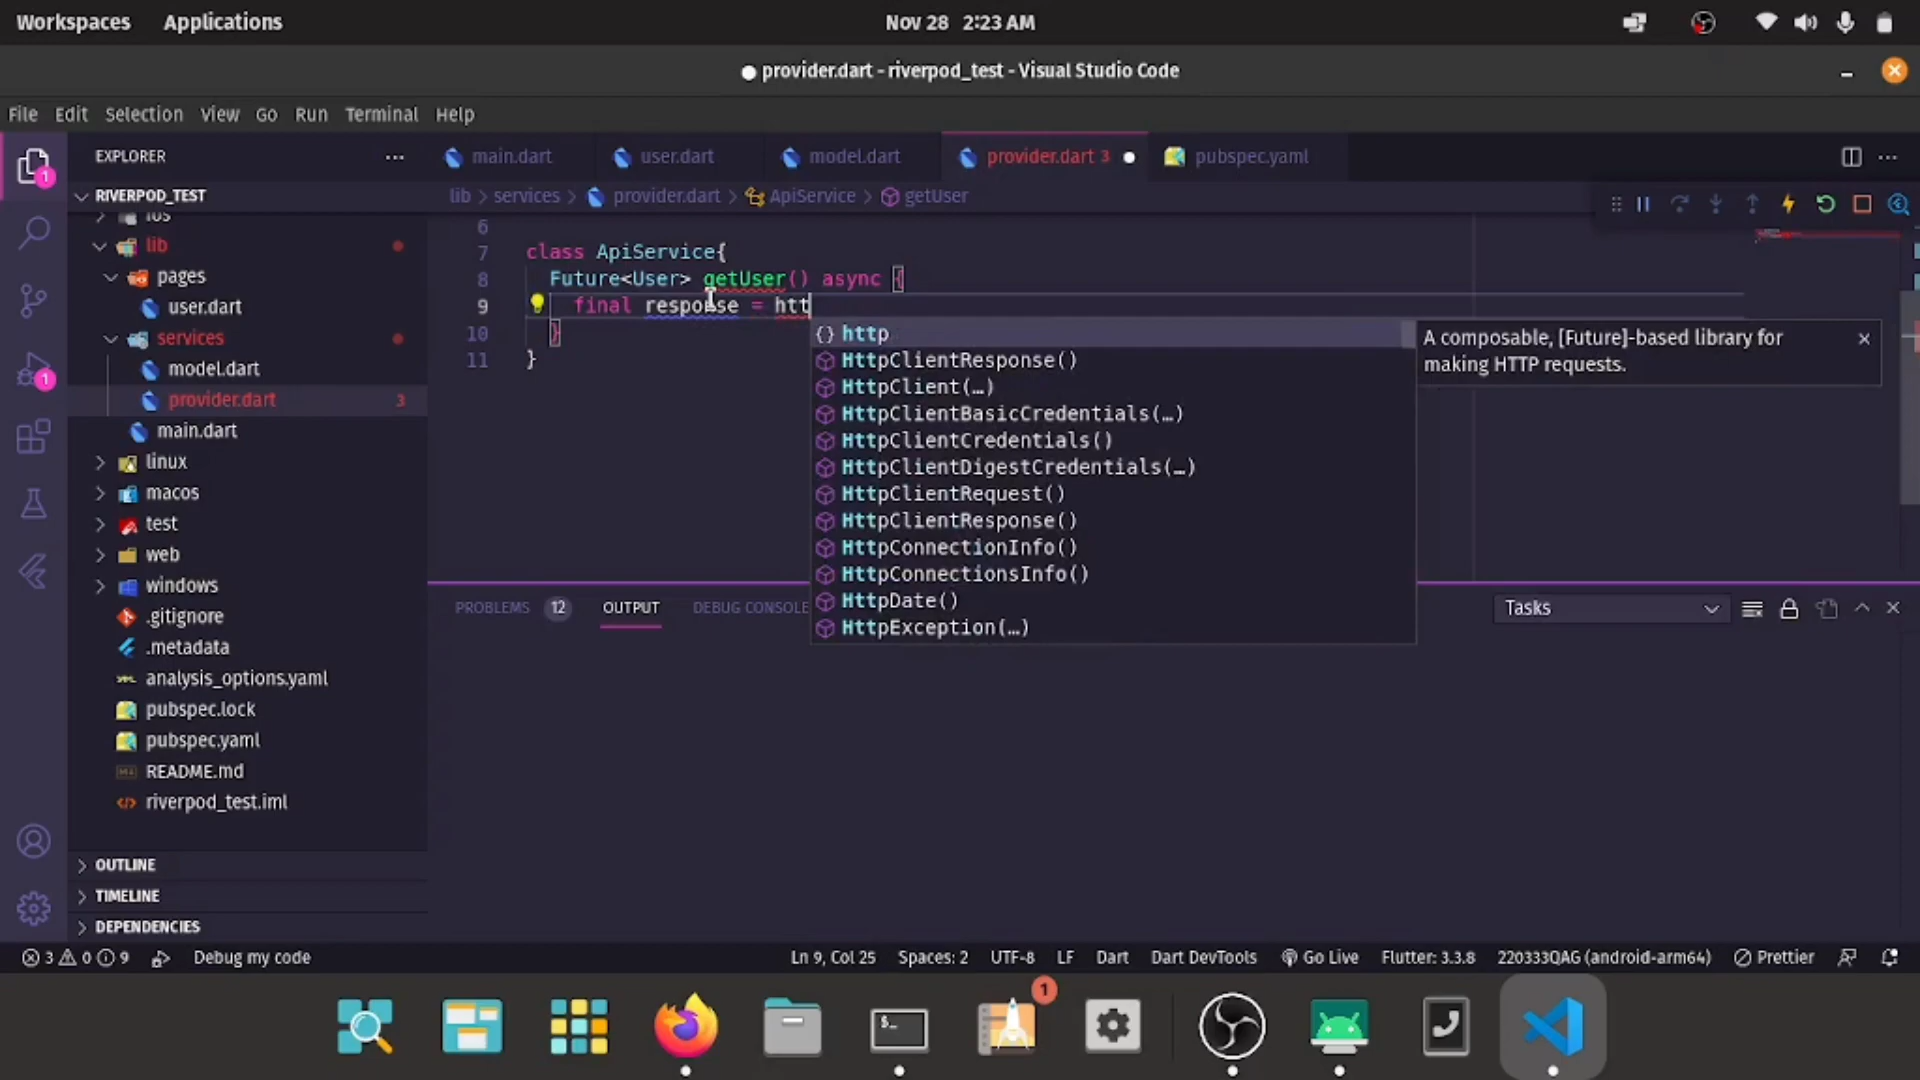 Workspaces Applications Nov 28 2:23 AM
● provider.dart - riverpod_test - Visual Studio Code
File Edit Selection View Go Run Terminal Help
EXPLORER ··· main.dart user.dart model.dart provider.dart 3 ● pubspec.yaml ···
RIVERPOD_TEST
lib > services > provider.dart > ApiService > getUser
ios
lib
pages
user.dart
services
model.dart
provider.dart 3
main.dart
linux
macos
test
web
windows
.gitignore
.metadata
analysis_options.yaml
pubspec.lock
pubspec.yaml
README.md
riverpod_test.iml
OUTLINE
TIMELINE
DEPENDENCIES
1
1
6
7 class ApiService{
8 Future<User> getUser() async {
9 final response = htt
10 }
11 }
{} http
HttpClientResponse()
HttpClient(…)
HttpClientBasicCredentials(…)
HttpClientCredentials()
HttpClientDigestCredentials(…)
HttpClientRequest()
HttpClientResponse()
HttpConnectionInfo()
HttpConnectionsInfo()
HttpDate()
HttpException(…)
A composable, [Future]-based library for
making HTTP requests.
PROBLEMS 12 OUTPUT DEBUG CONSOLE Tasks
3 0 9 Debug my code Ln 9, Col 25 Spaces: 2 UTF-8 LF Dart Dart DevTools Go Live Flutter: 3.3.8 220333QAG (android-arm64) Prettier
$_ 1